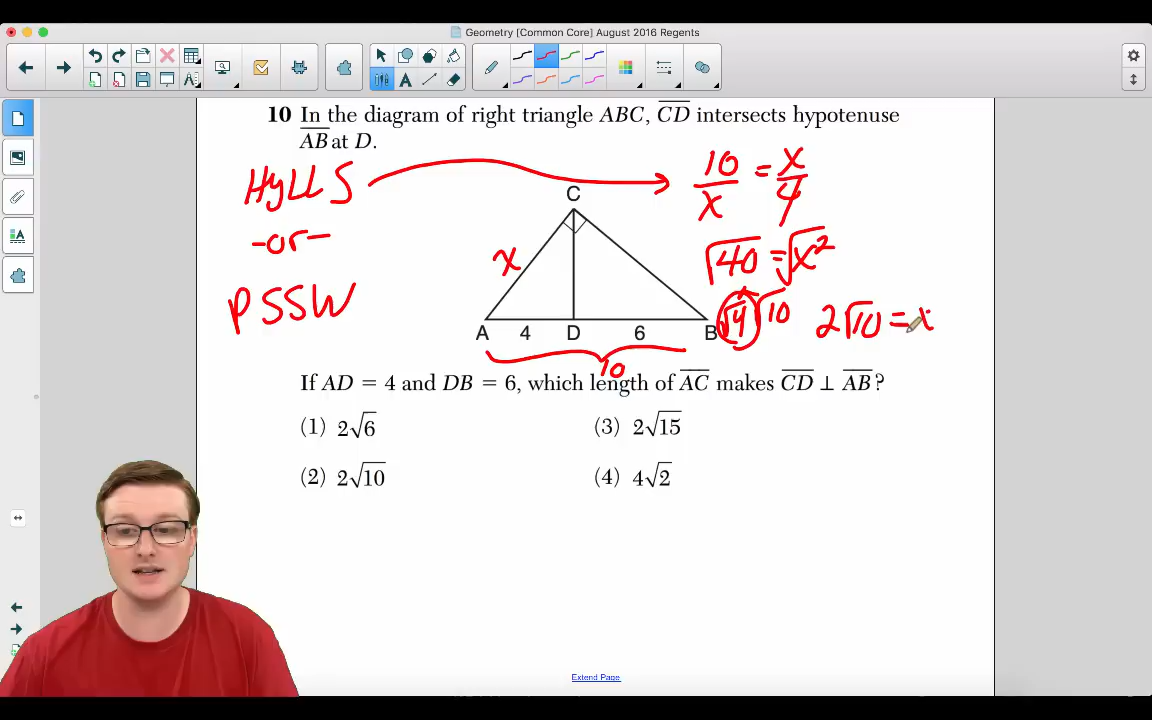 Geometry [Common Core] August 2016 Regents
10 In the diagram of right triangle ABC, CD intersects hypotenuse
AB at D.
HyLLS
-or-
PSSW
10/x = x/4
√40 = √x²
√4 √10 2√10 = x
C
x
A 4 D 6 B
10
If AD = 4 and DB = 6, which length of AC makes CD ⊥ AB?
(1) 2√6 (3) 2√15
(2) 2√10 (4) 4√2
Extend Page